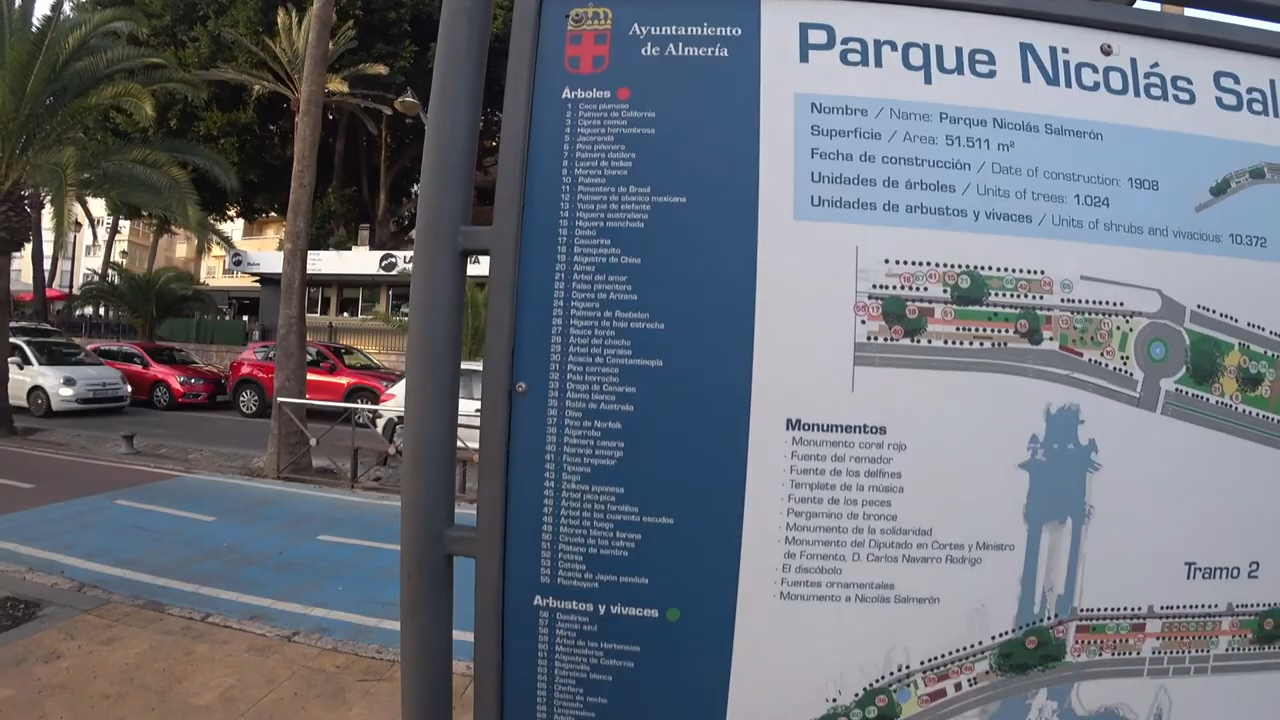 Ayuntamiento
de Almería
Árboles
1 - Coco plumoso
2 - Palmera de California
3 - Ciprés común
4 - Higuera herrumbrosa
5 - Jacarandá
6 - Pino piñonero
7 - Palmera datilera
8 - Laurel de Indias
9 - Morera blanca
10 - Palmito
11 - Pimentero de Brasil
12 - Palmera de abanico mexicana
13 - Yuca pie de elefante
14 - Higuera australiana
15 - Higuera manchada
16 - Ombú
17 - Casuarina
18 - Bronquiquito
19 - Aligustre de China
20 - Almez
21 - Árbol del amor
22 - Falso pimentero
23 - Ciprés de Arizona
24 - Higuera
25 - Palmera de Roebelen
26 - Higuera de hoja estrecha
27 - Sauce llorón
28 - Árbol del chocho
29 - Árbol del paraíso
30 - Acacia de Constantinopla
31 - Pino carrasco
32 - Palo borracho
33 - Drago de Canarias
34 - Álamo blanco
35 - Roble de Australia
36 - Olivo
37 - Pino de Norfolk
38 - Algarrobo
39 - Palmera canaria
40 - Naranjo amargo
41 - Ficus trepador
42 - Tipuana
43 - Sagú
44 - Zelkova japonesa
45 - Árbol pica-pica
46 - Árbol de los farolillos
47 - Árbol de los cuarenta escudos
48 - Árbol de fuego
49 - Morera blanca llorona
50 - Ciruelo de los cafres
51 - Plátano de sombra
52 - Fotinia
53 - Catalpa
54 - Acacia de Japón péndula
55 - Flamboyant
Arbustos y vivaces
56 - Dasilirion
57 - Jazmín azul
58 - Mirto
59 - Árbol de las Hortensias
60 - Metrosideros
61 - Aligustre de California
62 - Buganvilla
63 - Estrelicia blanca
64 - Zamia
65 - Cheflera
66 - Galán de noche
67 - Granado
69 - Adelfa
Parque Nicolás Sal
Nombre / Name: Parque Nicolás Salmerón
Superficie / Area: 51.511 m²
Fecha de construcción / Date of construction: 1908
Unidades de árboles / Units of trees: 1.024
Unidades de arbustos y vivaces / Units of shrubs and vivacious: 10.372
Monumentos
· Monumento coral rojo
· Fuente del remador
· Fuente de los delfines
· Templete de la música
· Fuente de los peces
· Pergamino de bronce
· Monumento de la solidaridad
· Monumento del Diputado en Cortes y Ministro
de Fomento, D. Carlos Navarro Rodrigo
· El discóbolo
· Fuentes ornamentales
· Monumento a Nicolás Salmerón
Tramo 2